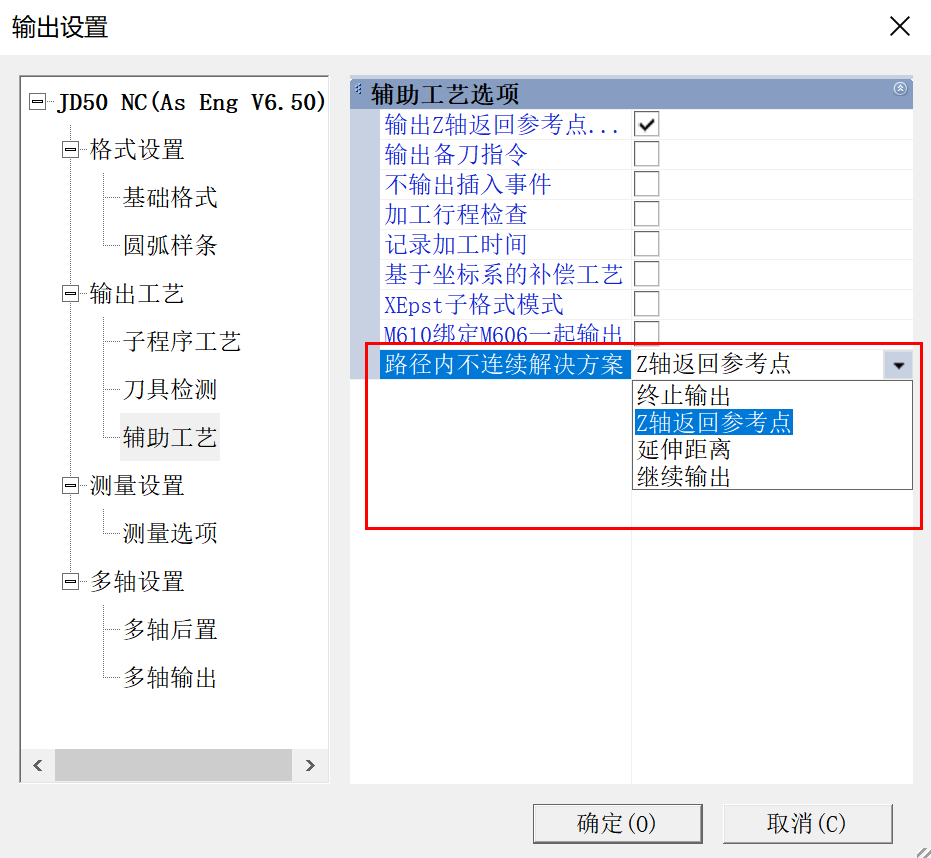 输出设置
JD50 NC(As Eng V6.50)
格式设置
基础格式
圆弧样条
输出工艺
子程序工艺
刀具检测
辅助工艺
测量设置
测量选项
多轴设置
多轴后置
多轴输出
辅助工艺选项
输出Z轴返回参考点...
输出备刀指令
不输出插入事件
加工行程检查
记录加工时间
基于坐标系的补偿工艺
XEpst子格式模式
M610绑定M606一起输出
路径内不连续解决方案 Z轴返回参考点
终止输出
Z轴返回参考点
延伸距离
继续输出
确定(O) 取消(C)